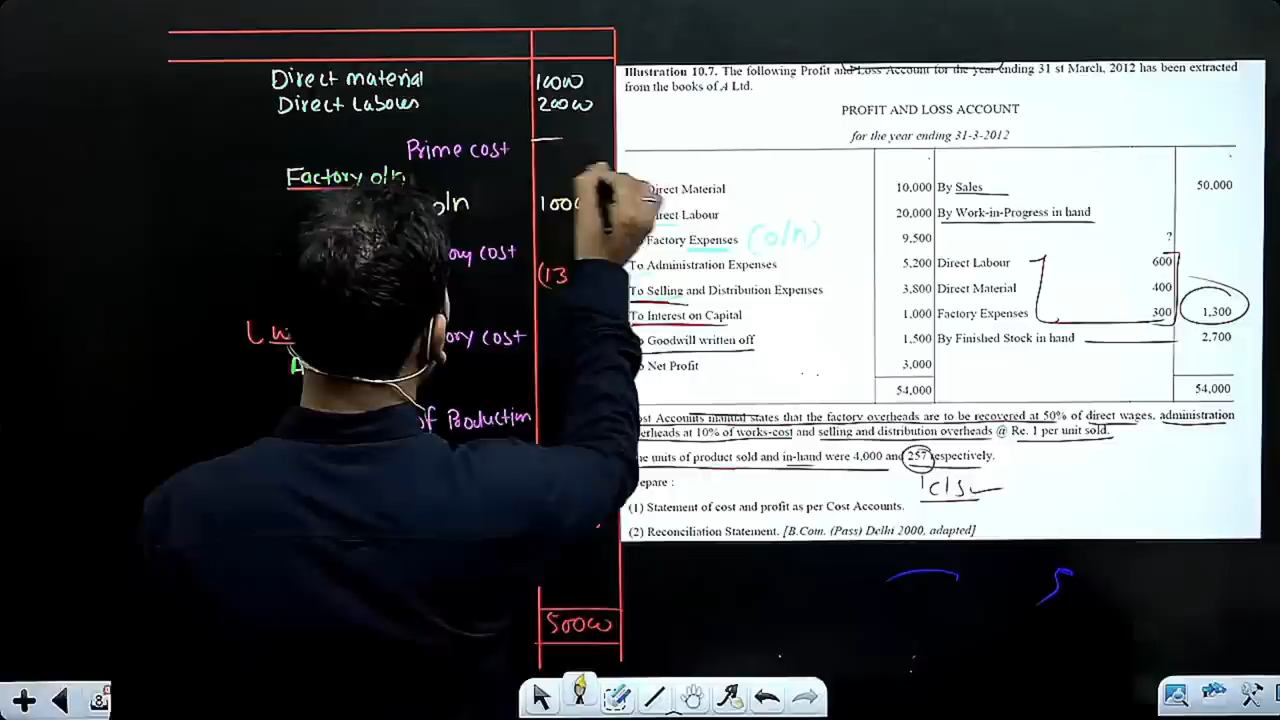 Direct material 10000
Direct Labour 20000
Prime cost
Factory o/h
o/h 1000
ory cost
(13
ory cost
of Production
50000
Illustration 10.7. The following Profit and Loss Account for the year ending 31 st March, 2012 has been extracted
from the books of A Ltd.
PROFIT AND LOSS ACCOUNT
for the year ending 31-3-2012
Direct Material 10,000 By Sales 50,000
rect Labour 20,000 By Work-in-Progress in hand
Factory Expenses (o/h) 9,500 ?
To Administration Expenses 5,200 Direct Labour 600
To Selling and Distribution Expenses 3,800 Direct Material 400
To Interest on Capital 1,000 Factory Expenses 300 1,300
o Goodwill written off 1,500 By Finished Stock in hand 2,700
o Net Profit 3,000
54,000 54,000
ost Accounts manual states that the factory overheads are to be recovered at 50% of direct wages, administration
erheads at 10% of works-cost and selling and distribution overheads @ Re. 1 per unit sold.
he units of product sold and in-hand were 4,000 and 257 respectively.
c/s
epare :
(1) Statement of cost and profit as per Cost Accounts.
(2) Reconciliation Statement. [B.Com. (Pass) Delhi 2000, adapted]
8